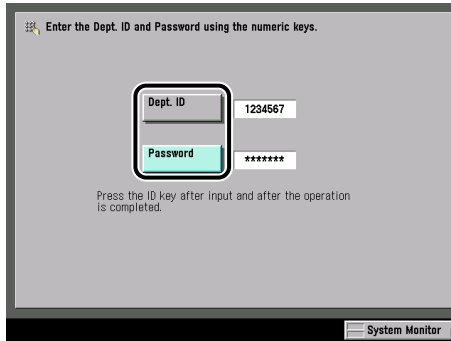 Enter the Dept. ID and Password using the numeric keys.
Dept. ID
1234567
Password
*******
Press the ID key after input and after the operation
is completed.
System Monitor